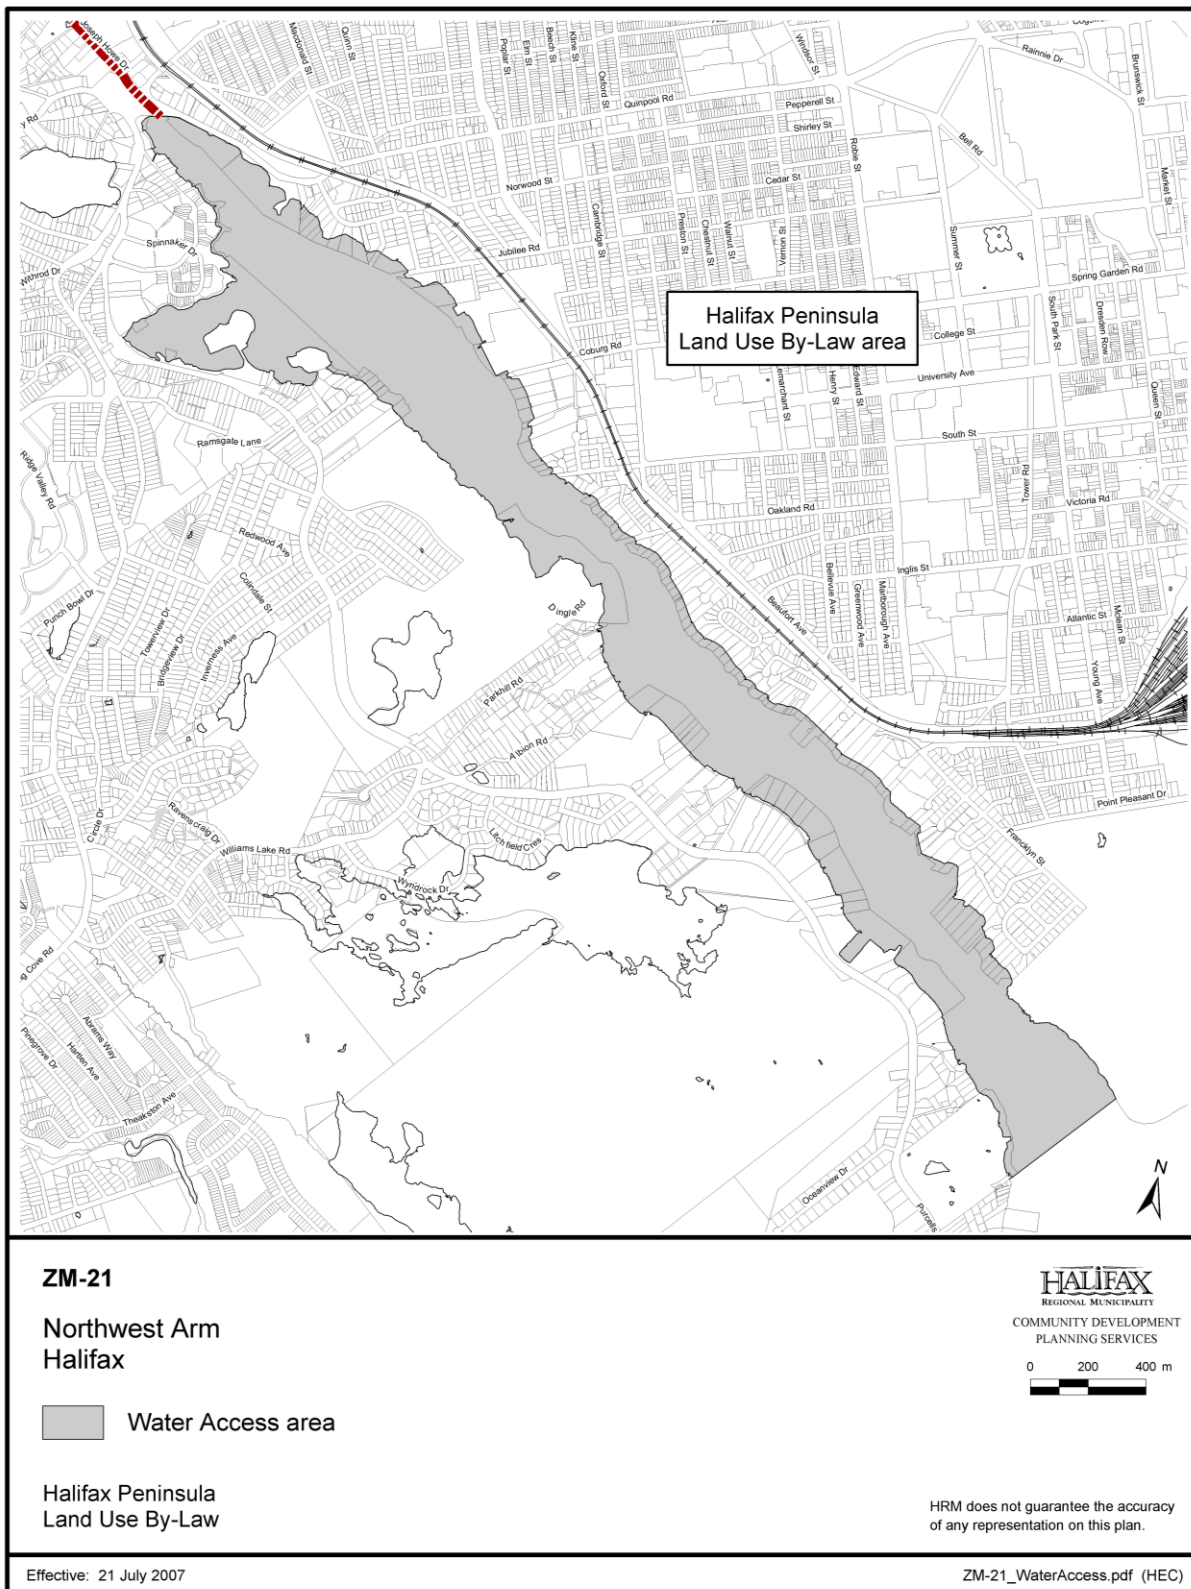 Joseph Howe Dr
Macdonald St
Quinn St
Poplar St
Elm St
Beech St
Kline St
Oxford St
Windsor St
Rainnie Dr
Brunswick St
Quinpool Rd
Pepperell St
Shirley St
Robie St
Bell Rd
Market St
Norwood St
Cedar St
Cambridge St
Preston St
Chestnut St
Walnut St
Vernon St
Summer St
Jubilee Rd
Spinnaker Dr
Withrod Dr
Spring Garden Rd
South Park St
Dresden Row
Halifax Peninsula
Land Use By-Law area
College St
Coburg Rd
University Ave
Henry St
Edward St
Queen St
South St
Ramsgate Lane
Ridge Valley Rd
Tower Rd
Victoria Rd
Oakland Rd
Redwood Ave
Inglis St
Colindale St
Bellevue Ave
Greenwood Ave
Marlborough Ave
Beaufort Ave
Dingle Rd
Punch Bowl Dr
Towerview Dr
Bridgeview Dr
Inverness Ave
Atlantic St
Mclean St
Young Ave
Parkhill Rd
Albion Rd
Point Pleasant Dr
Circle Dr
Ravenscraig Dr
Williams Lake Rd
Litchfield Cres
Wyndrock Dr
Francklyn St
g Cove Rd
Pinegrove Dr
Abrams Way
Hartlen Ave
Theakston Ave
Oceanview Dr
Purcells
N
ZM-21
Northwest Arm
Halifax
Water Access area
Halifax Peninsula
Land Use By-Law
HALIFAX
REGIONAL MUNICIPALITY
COMMUNITY DEVELOPMENT
PLANNING SERVICES
0 200 400 m
HRM does not guarantee the accuracy
of any representation on this plan.
Effective: 21 July 2007
ZM-21_WaterAccess.pdf (HEC)